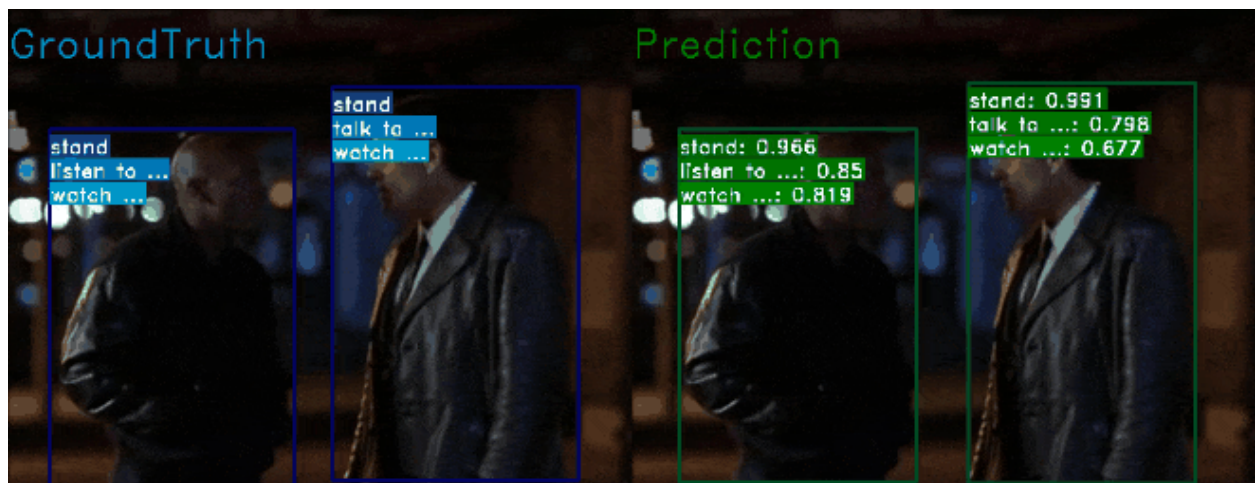 GroundTruth
stand
listen to ...
watch ...
stand
talk to ...
watch ...
Prediction
stand: 0.966
listen to ...: 0.85
watch ...: 0.819
stand: 0.991
talk to ...: 0.798
watch ...: 0.677